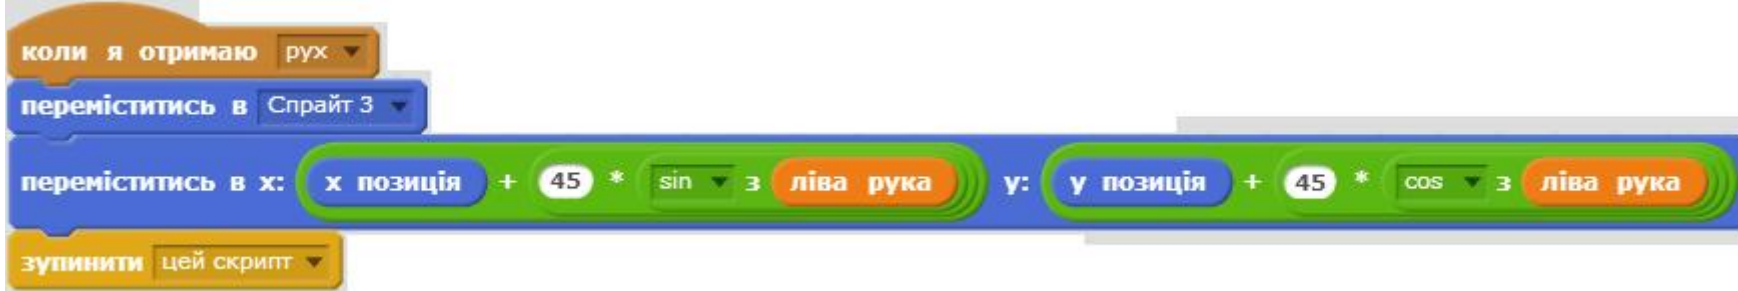 коли я отримаю рух
переміститись в Спрайт 3
переміститись в x: x позиція + 45 * sin з ліва рука y: y позиція + 45 * cos з ліва рука
зупинити цей скрипт